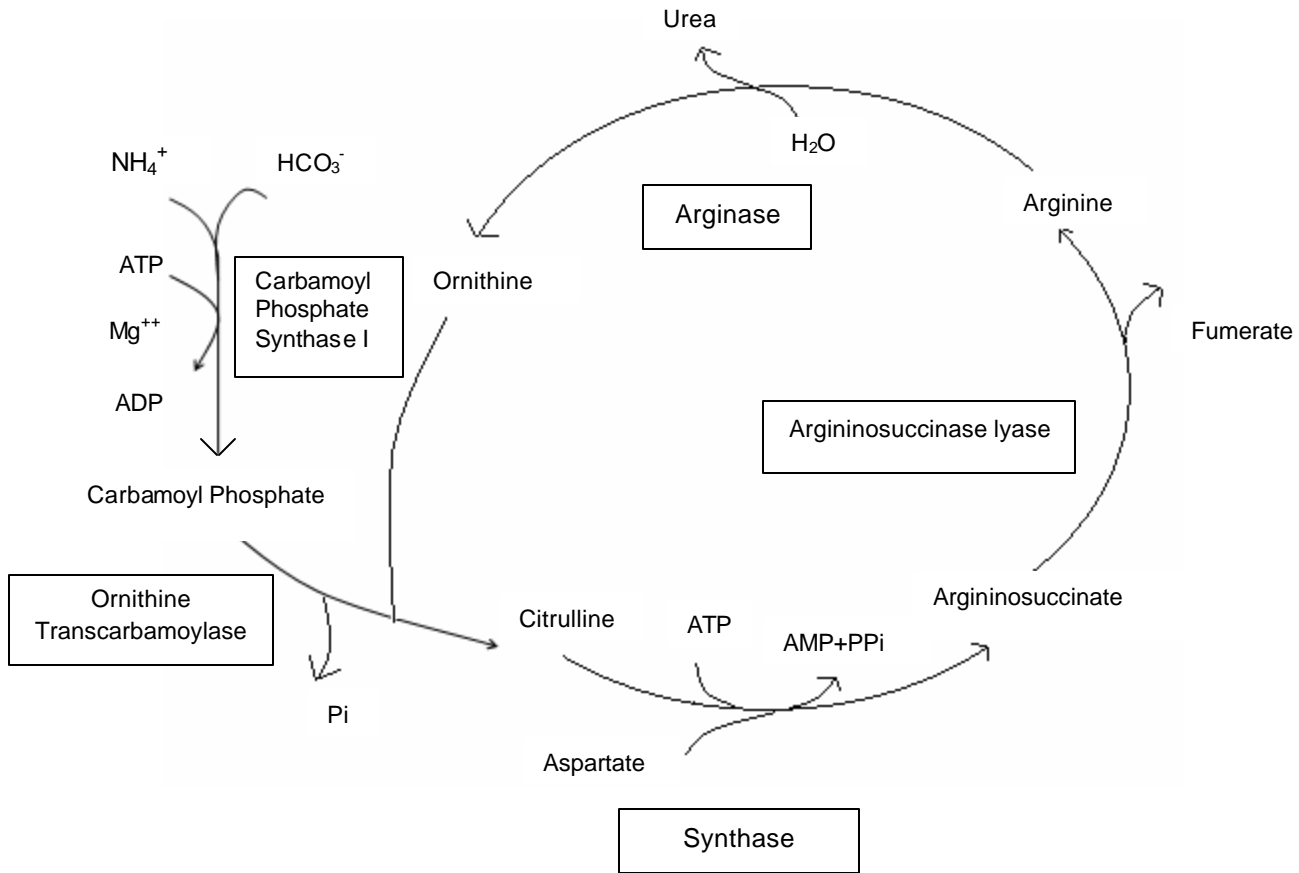 Urea
H₂O
NH₄⁺
HCO₃⁻
Arginase
Arginine
ATP
Carbamoyl
Phosphate
Synthase I
Ornithine
Mg⁺⁺
Fumerate
ADP
Argininosuccinase lyase
Carbamoyl Phosphate
Ornithine
Transcarbamoylase
Citrulline
ATP
AMP+PPi
Argininosuccinate
Pi
Aspartate
Synthase